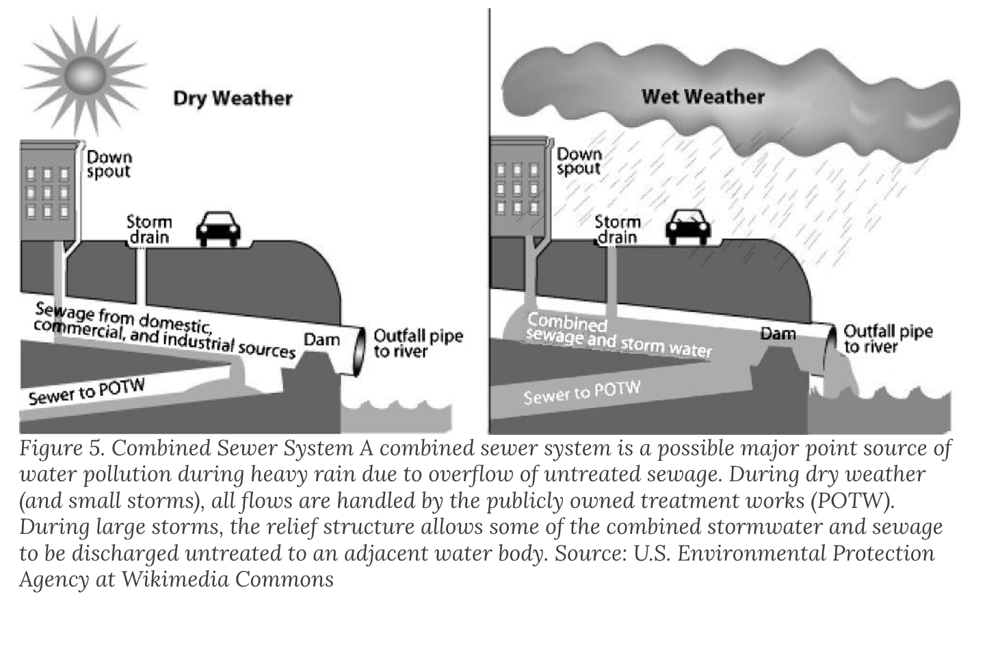 Dry Weather
Down
spout
Storm
drain
Sewage from domestic,
commercial, and industrial sources
Dam
Outfall pipe
to river
Sewer to POTW
Wet Weather
Down
spout
Storm
drain
Combined
sewage and storm water
Dam
Outfall pipe
to river
Sewer to POTW
Figure 5. Combined Sewer System A combined sewer system is a possible major point source of
water pollution during heavy rain due to overflow of untreated sewage. During dry weather
(and small storms), all flows are handled by the publicly owned treatment works (POTW).
During large storms, the relief structure allows some of the combined stormwater and sewage
to be discharged untreated to an adjacent water body. Source: U.S. Environmental Protection
Agency at Wikimedia Commons